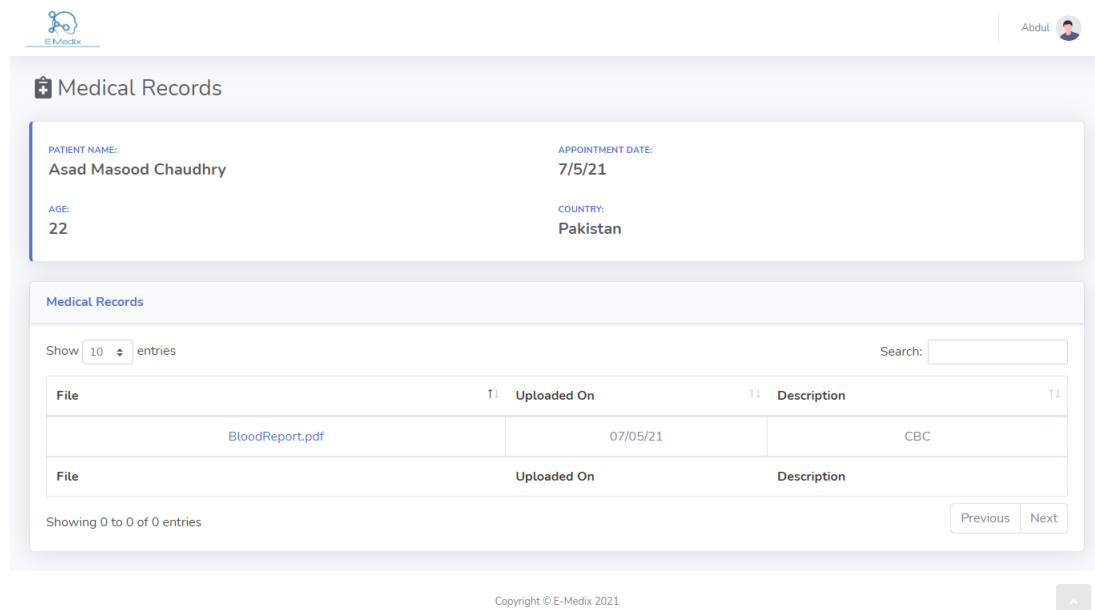 E Medix
Abdul
Medical Records
PATIENT NAME:
Asad Masood Chaudhry
APPOINTMENT DATE:
7/5/21
AGE:
22
COUNTRY:
Pakistan
Medical Records
Show 10 entries
Search:
File Uploaded On Description
BloodReport.pdf 07/05/21 CBC
File Uploaded On Description
Showing 0 to 0 of 0 entries
Previous Next
Copyright © E-Medix 2021